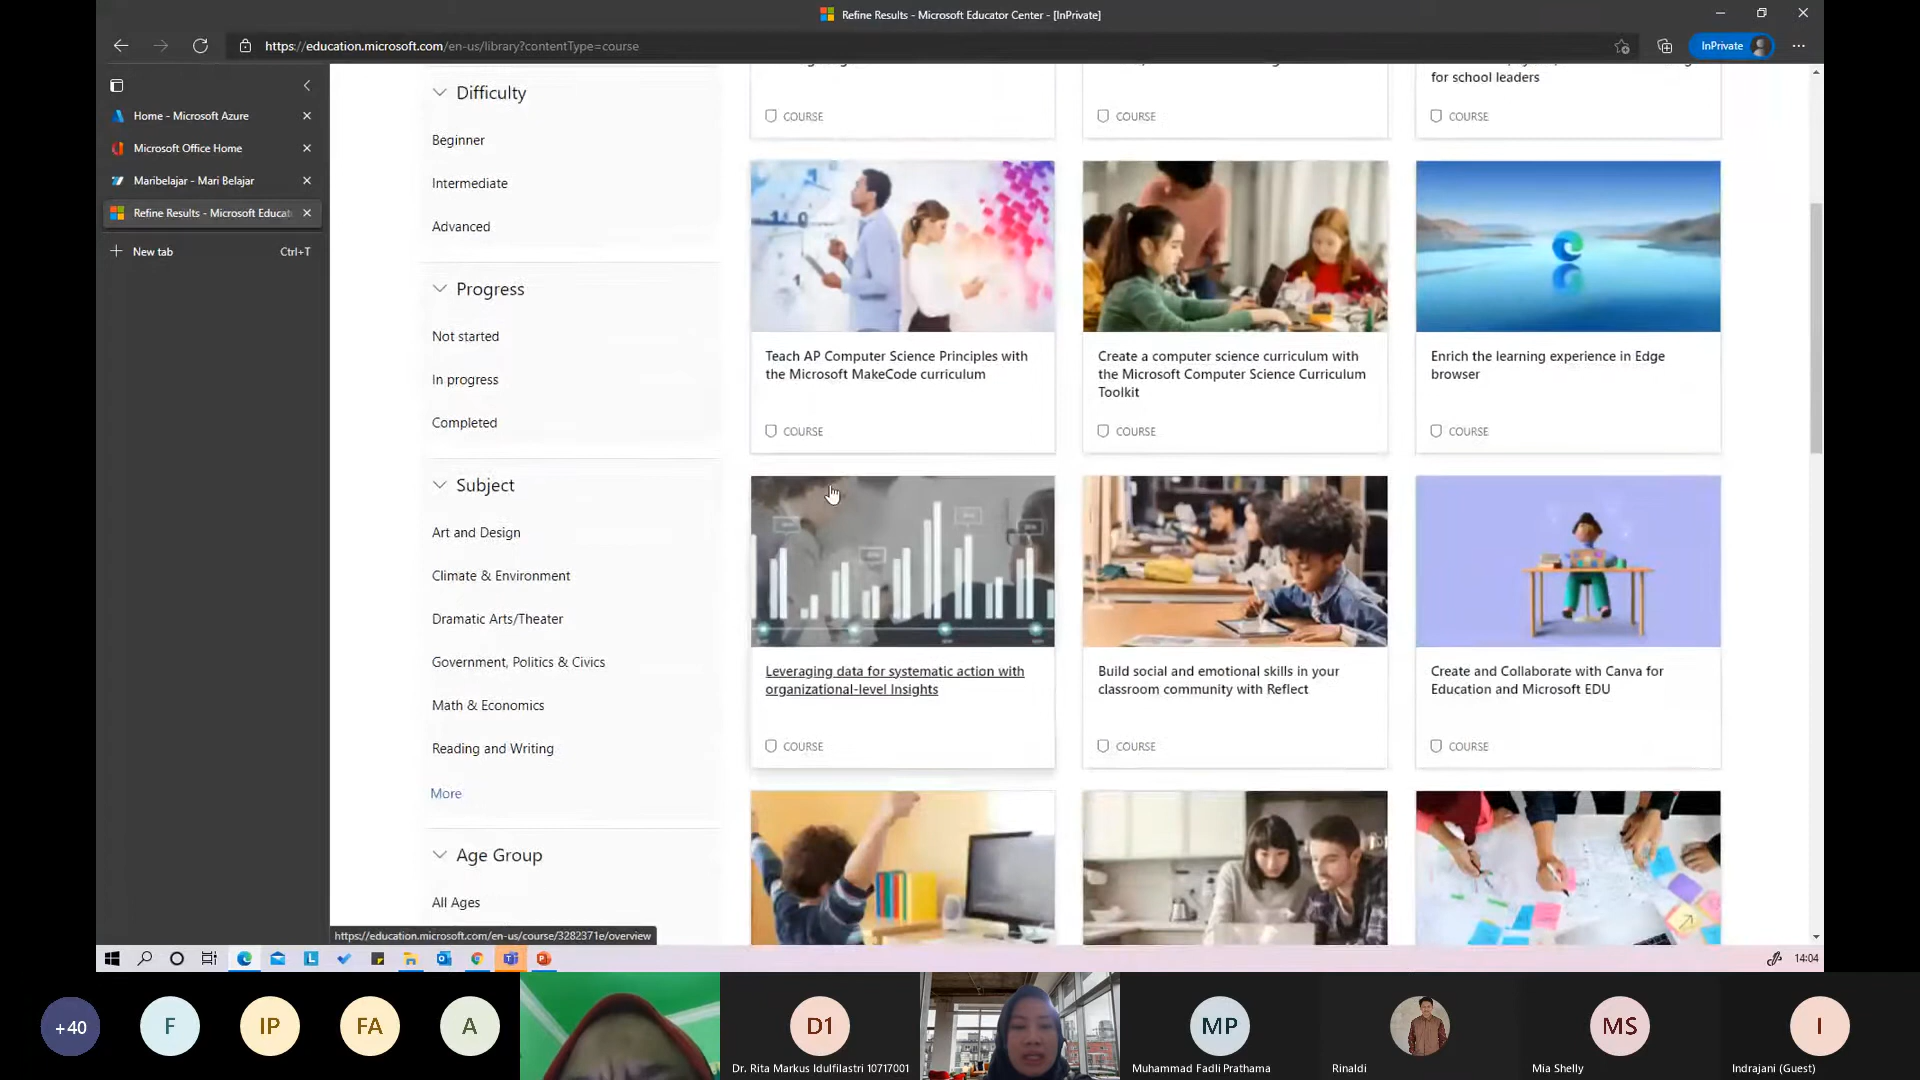 Refine Results - Microsoft Educator Center - [InPrivate]
https://education.microsoft.com/en-us/library?contentType=course
InPrivate
Home - Microsoft Azure
Microsoft Office Home
Maribelajar - Mari Belajar
Refine Results - Microsoft Educat
New tab
Ctrl+T
Difficulty
Beginner
Intermediate
Advanced
Progress
Not started
In progress
Completed
Subject
Art and Design
Climate & Environment
Dramatic Arts/Theater
Government, Politics & Civics
Math & Economics
Reading and Writing
More
Age Group
All Ages
https://education.microsoft.com/en-us/course/3282371e/overview
for school leaders
COURSE
COURSE
COURSE
Teach AP Computer Science Principles with
the Microsoft MakeCode curriculum
COURSE
Create a computer science curriculum with
the Microsoft Computer Science Curriculum
Toolkit
COURSE
Enrich the learning experience in Edge
browser
COURSE
Leveraging data for systematic action with
organizational-level Insights
COURSE
Build social and emotional skills in your
classroom community with Reflect
COURSE
Create and Collaborate with Canva for
Education and Microsoft EDU
COURSE
14:04
+40
F
IP
FA
A
D1
Dr. Rita Markus Idulfilastri 10717001
MP
Muhammad Fadli Prathama
Rinaldi
MS
Mia Shelly
I
Indrajani (Guest)